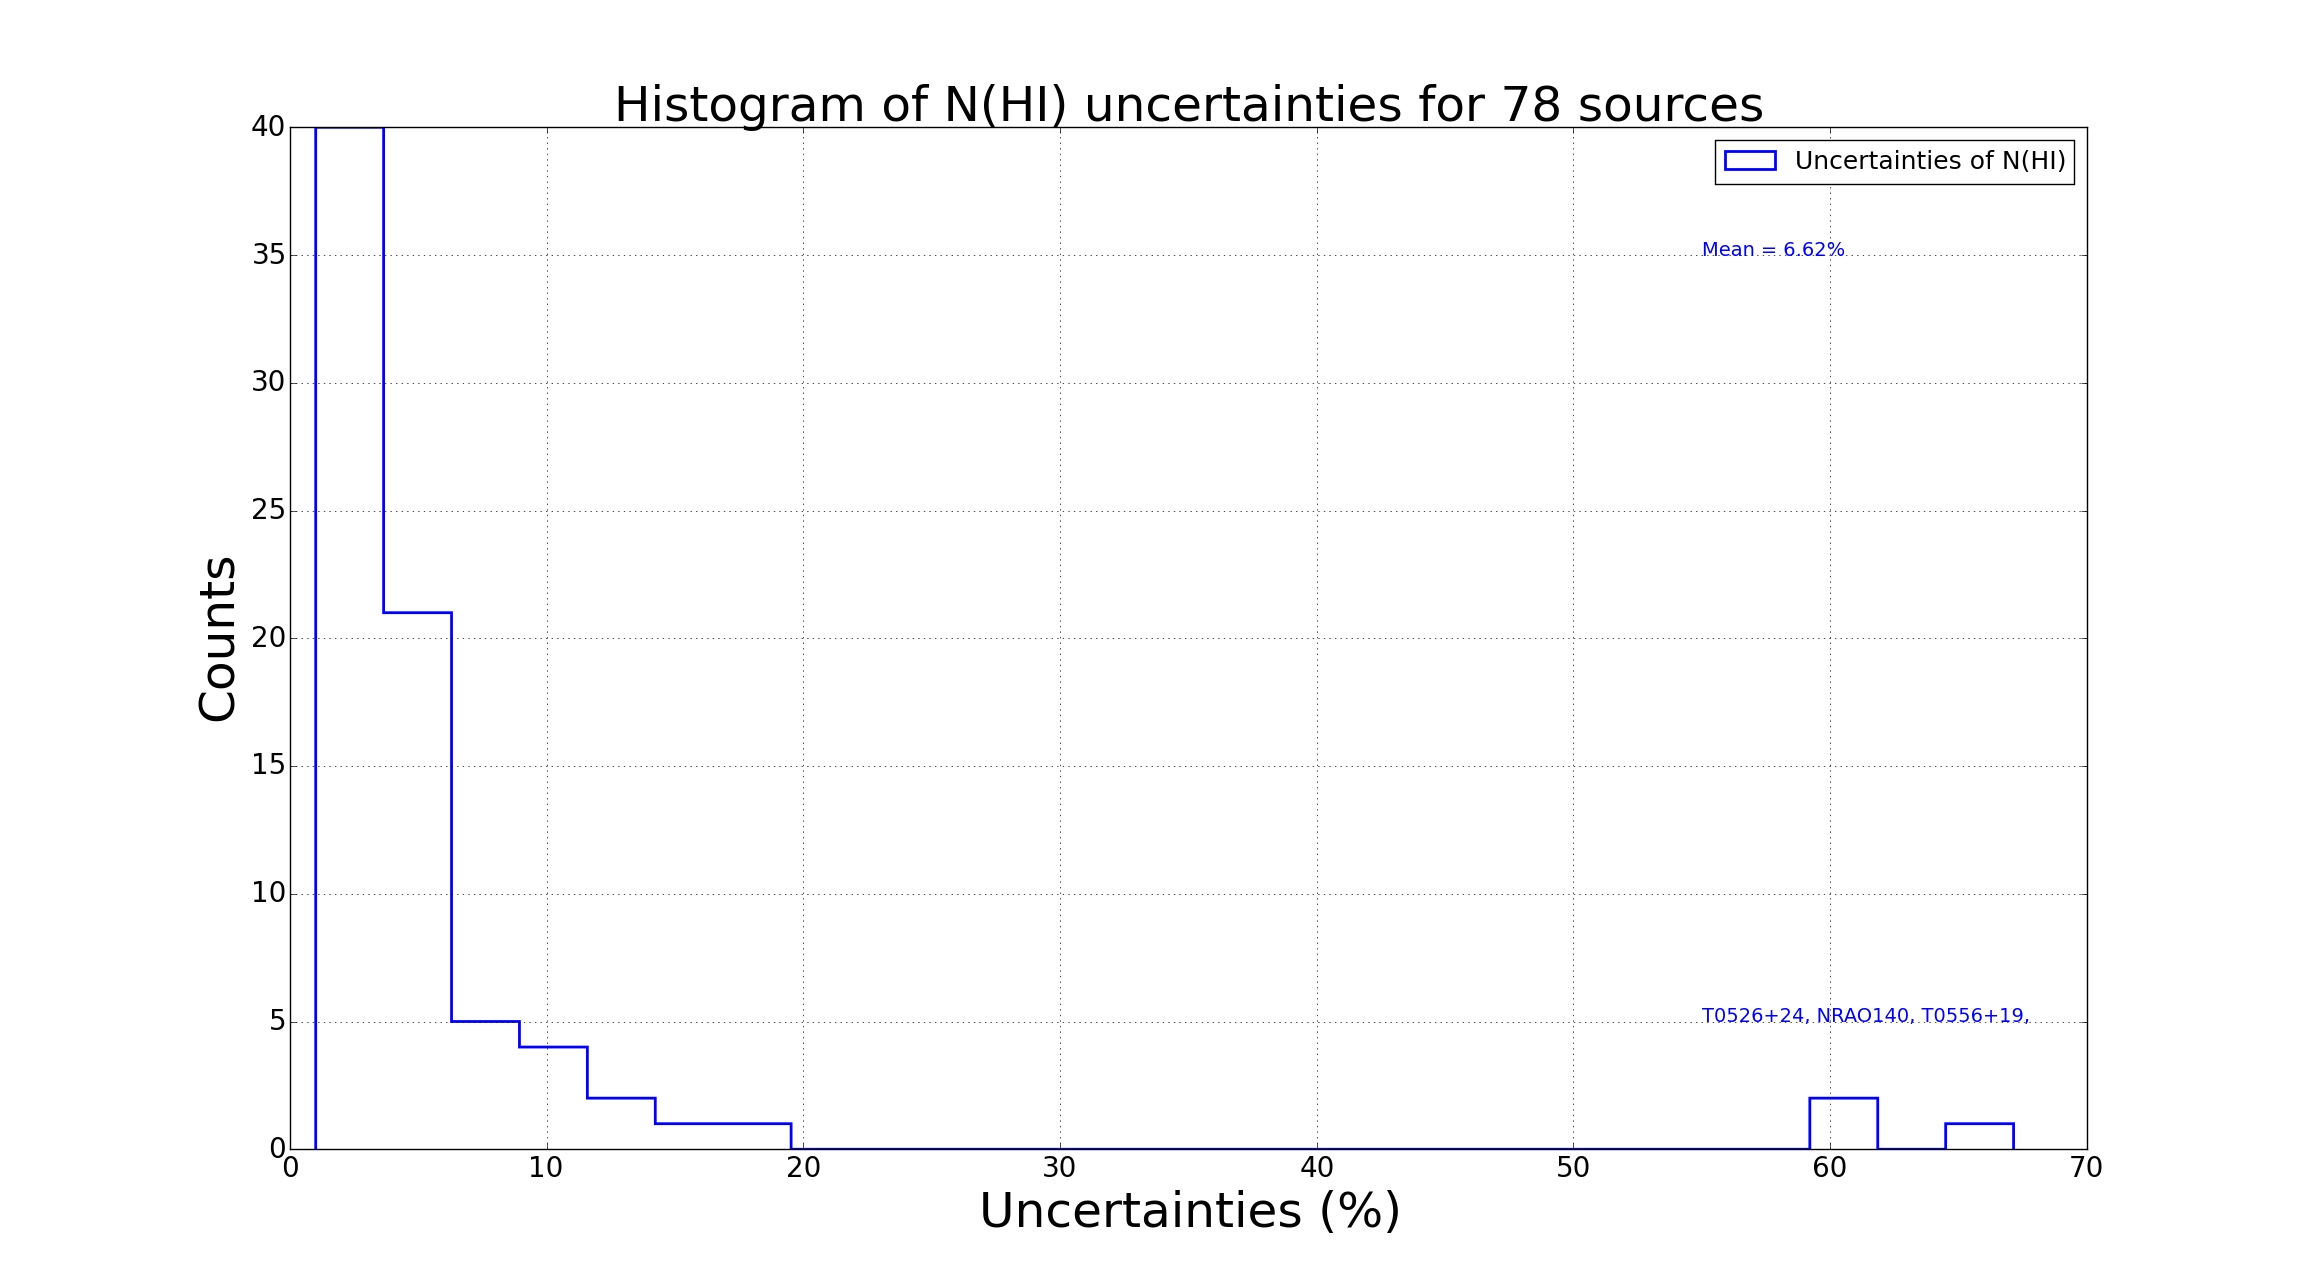 Histogram of N(HI) uncertainties for 78 sources
Uncertainties of N(HI)
Mean = 6.62%
T0526+24, NRAO140, T0556+19,
Counts
40
35
30
25
20
15
10
5
0
0 10 20 30 40 50 60 70
Uncertainties (%)